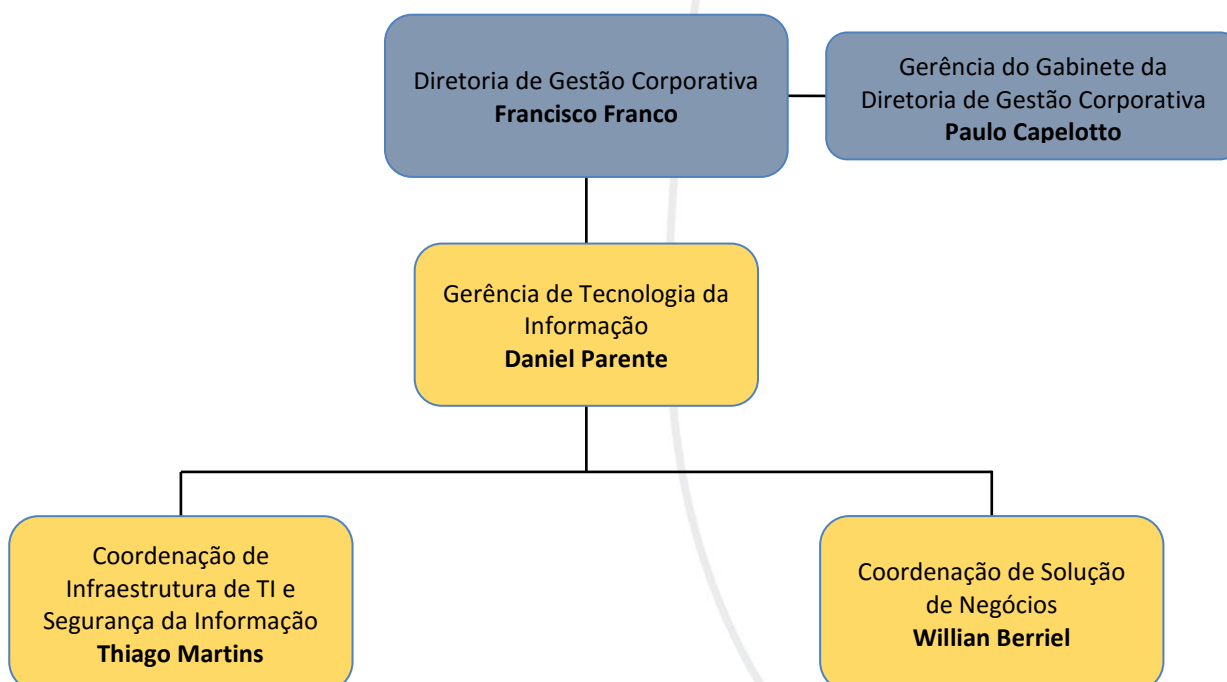 Diretoria de Gestão Corporativa
Francisco Franco
Gerência do Gabinete da
Diretoria de Gestão Corporativa
Paulo Capelotto
Gerência de Tecnologia da
Informação
Daniel Parente
Coordenação de
Infraestrutura de TI e
Segurança da Informação
Thiago Martins
Coordenação de Solução
de Negócios
Willian Berriel